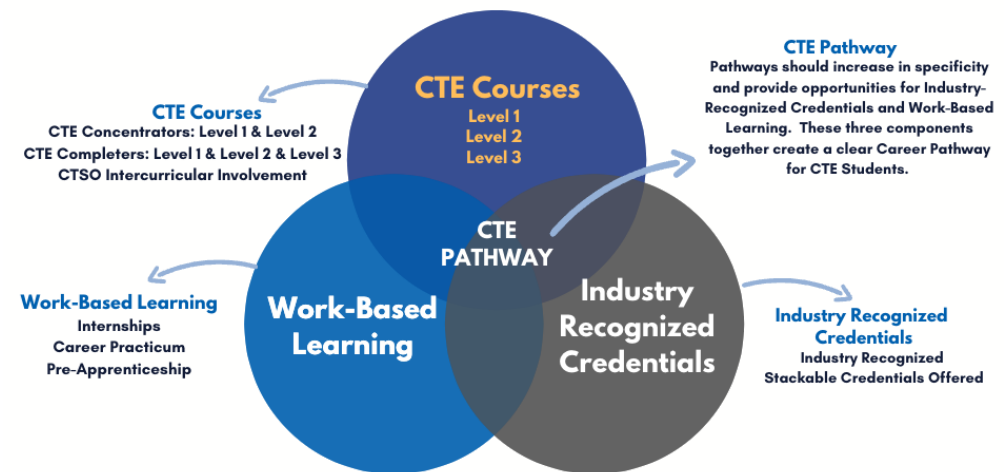 CTE Courses
Level 1
Level 2
Level 3
CTE Pathway
Pathways should increase in specificity
and provide opportunities for Industry-
Recognized Credentials and Work-Based
Learning. These three components
together create a clear Career Pathway
for CTE Students.
CTE Courses
CTE Concentrators: Level 1 & Level 2
CTE Completers: Level 1 & Level 2 & Level 3
CTSO Intercurricular Involvement
CTE
PATHWAY
Work-Based Learning
Internships
Career Practicum
Pre-Apprenticeship
Work-Based
Learning
Industry
Recognized
Credentials
Industry Recognized
Credentials
Industry Recognized
Stackable Credentials Offered